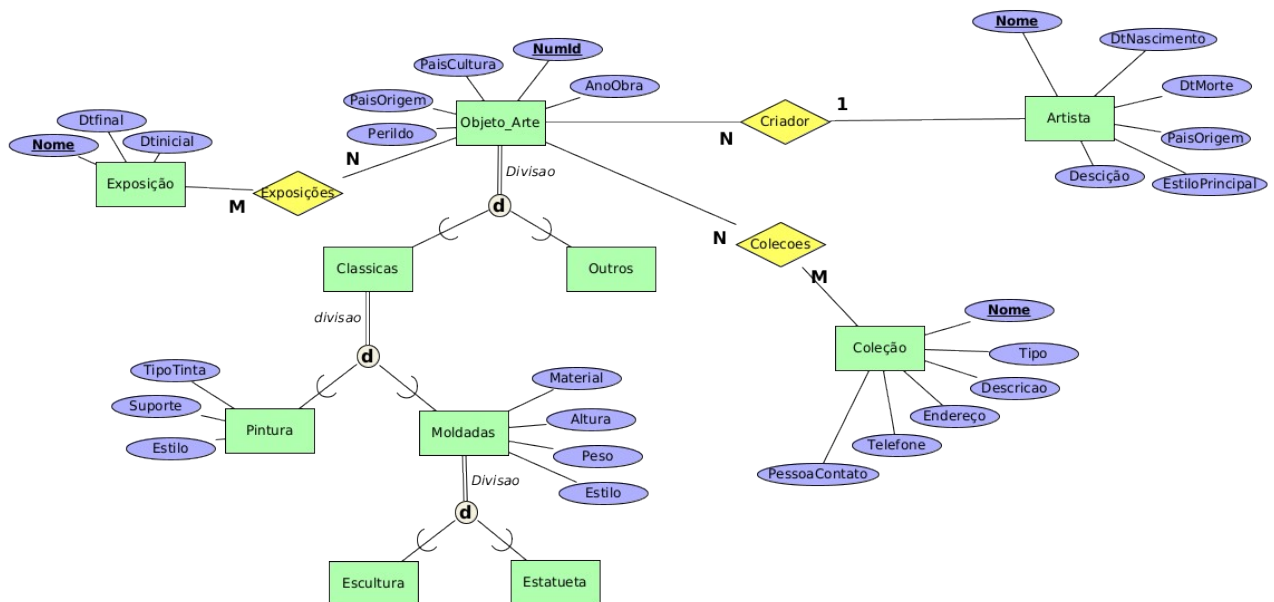 Nome
DtNascimento
NumId
PaisCultura
AnoObra
DtMorte
PaisOrigem
1
Dtfinal
Objeto_Arte
Criador
Artista
Perildo
Nome
Dtinicial
N
PaisOrigem
N
Divisao
Descição
EstiloPrincipal
Exposição
Exposições
M
d
N
Colecoes
Classicas
Outros
M
divisao
Nome
d
Coleção
Tipo
TipoTinta
Material
Descricao
Suporte
Altura
Endereço
Pintura
Moldadas
Estilo
Peso
Telefone
Divisao
PessoaContato
Estilo
d
Escultura
Estatueta